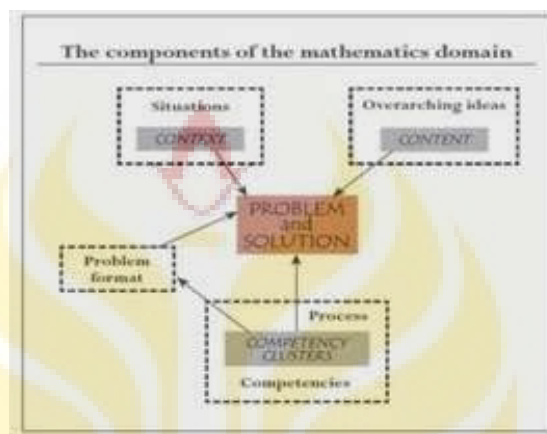 The components of the mathematics domain
Situations
CONTEXT
Overarching ideas
CONTENT
PROBLEM
and
SOLUTION
Problem
format
Process
COMPETENCY
CLUSTERS
Competencies